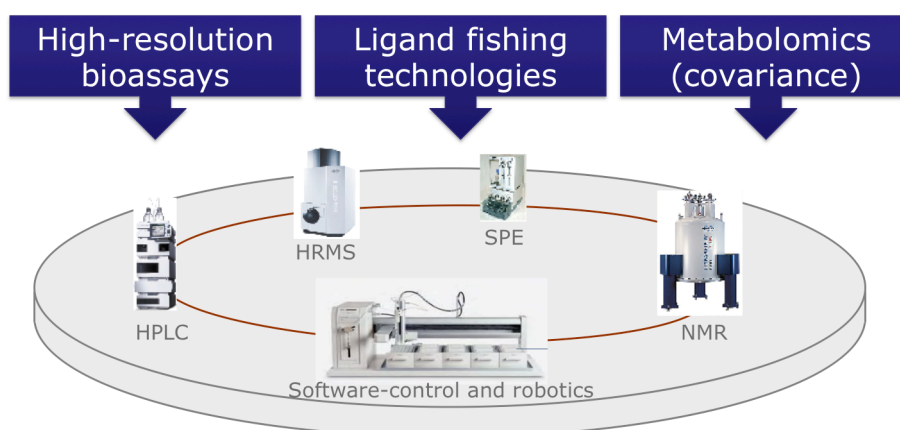 High-resolution
bioassays
Ligand fishing
technologies
Metabolomics
(covariance)
HRMS
SPE
HPLC
NMR
Software-control and robotics